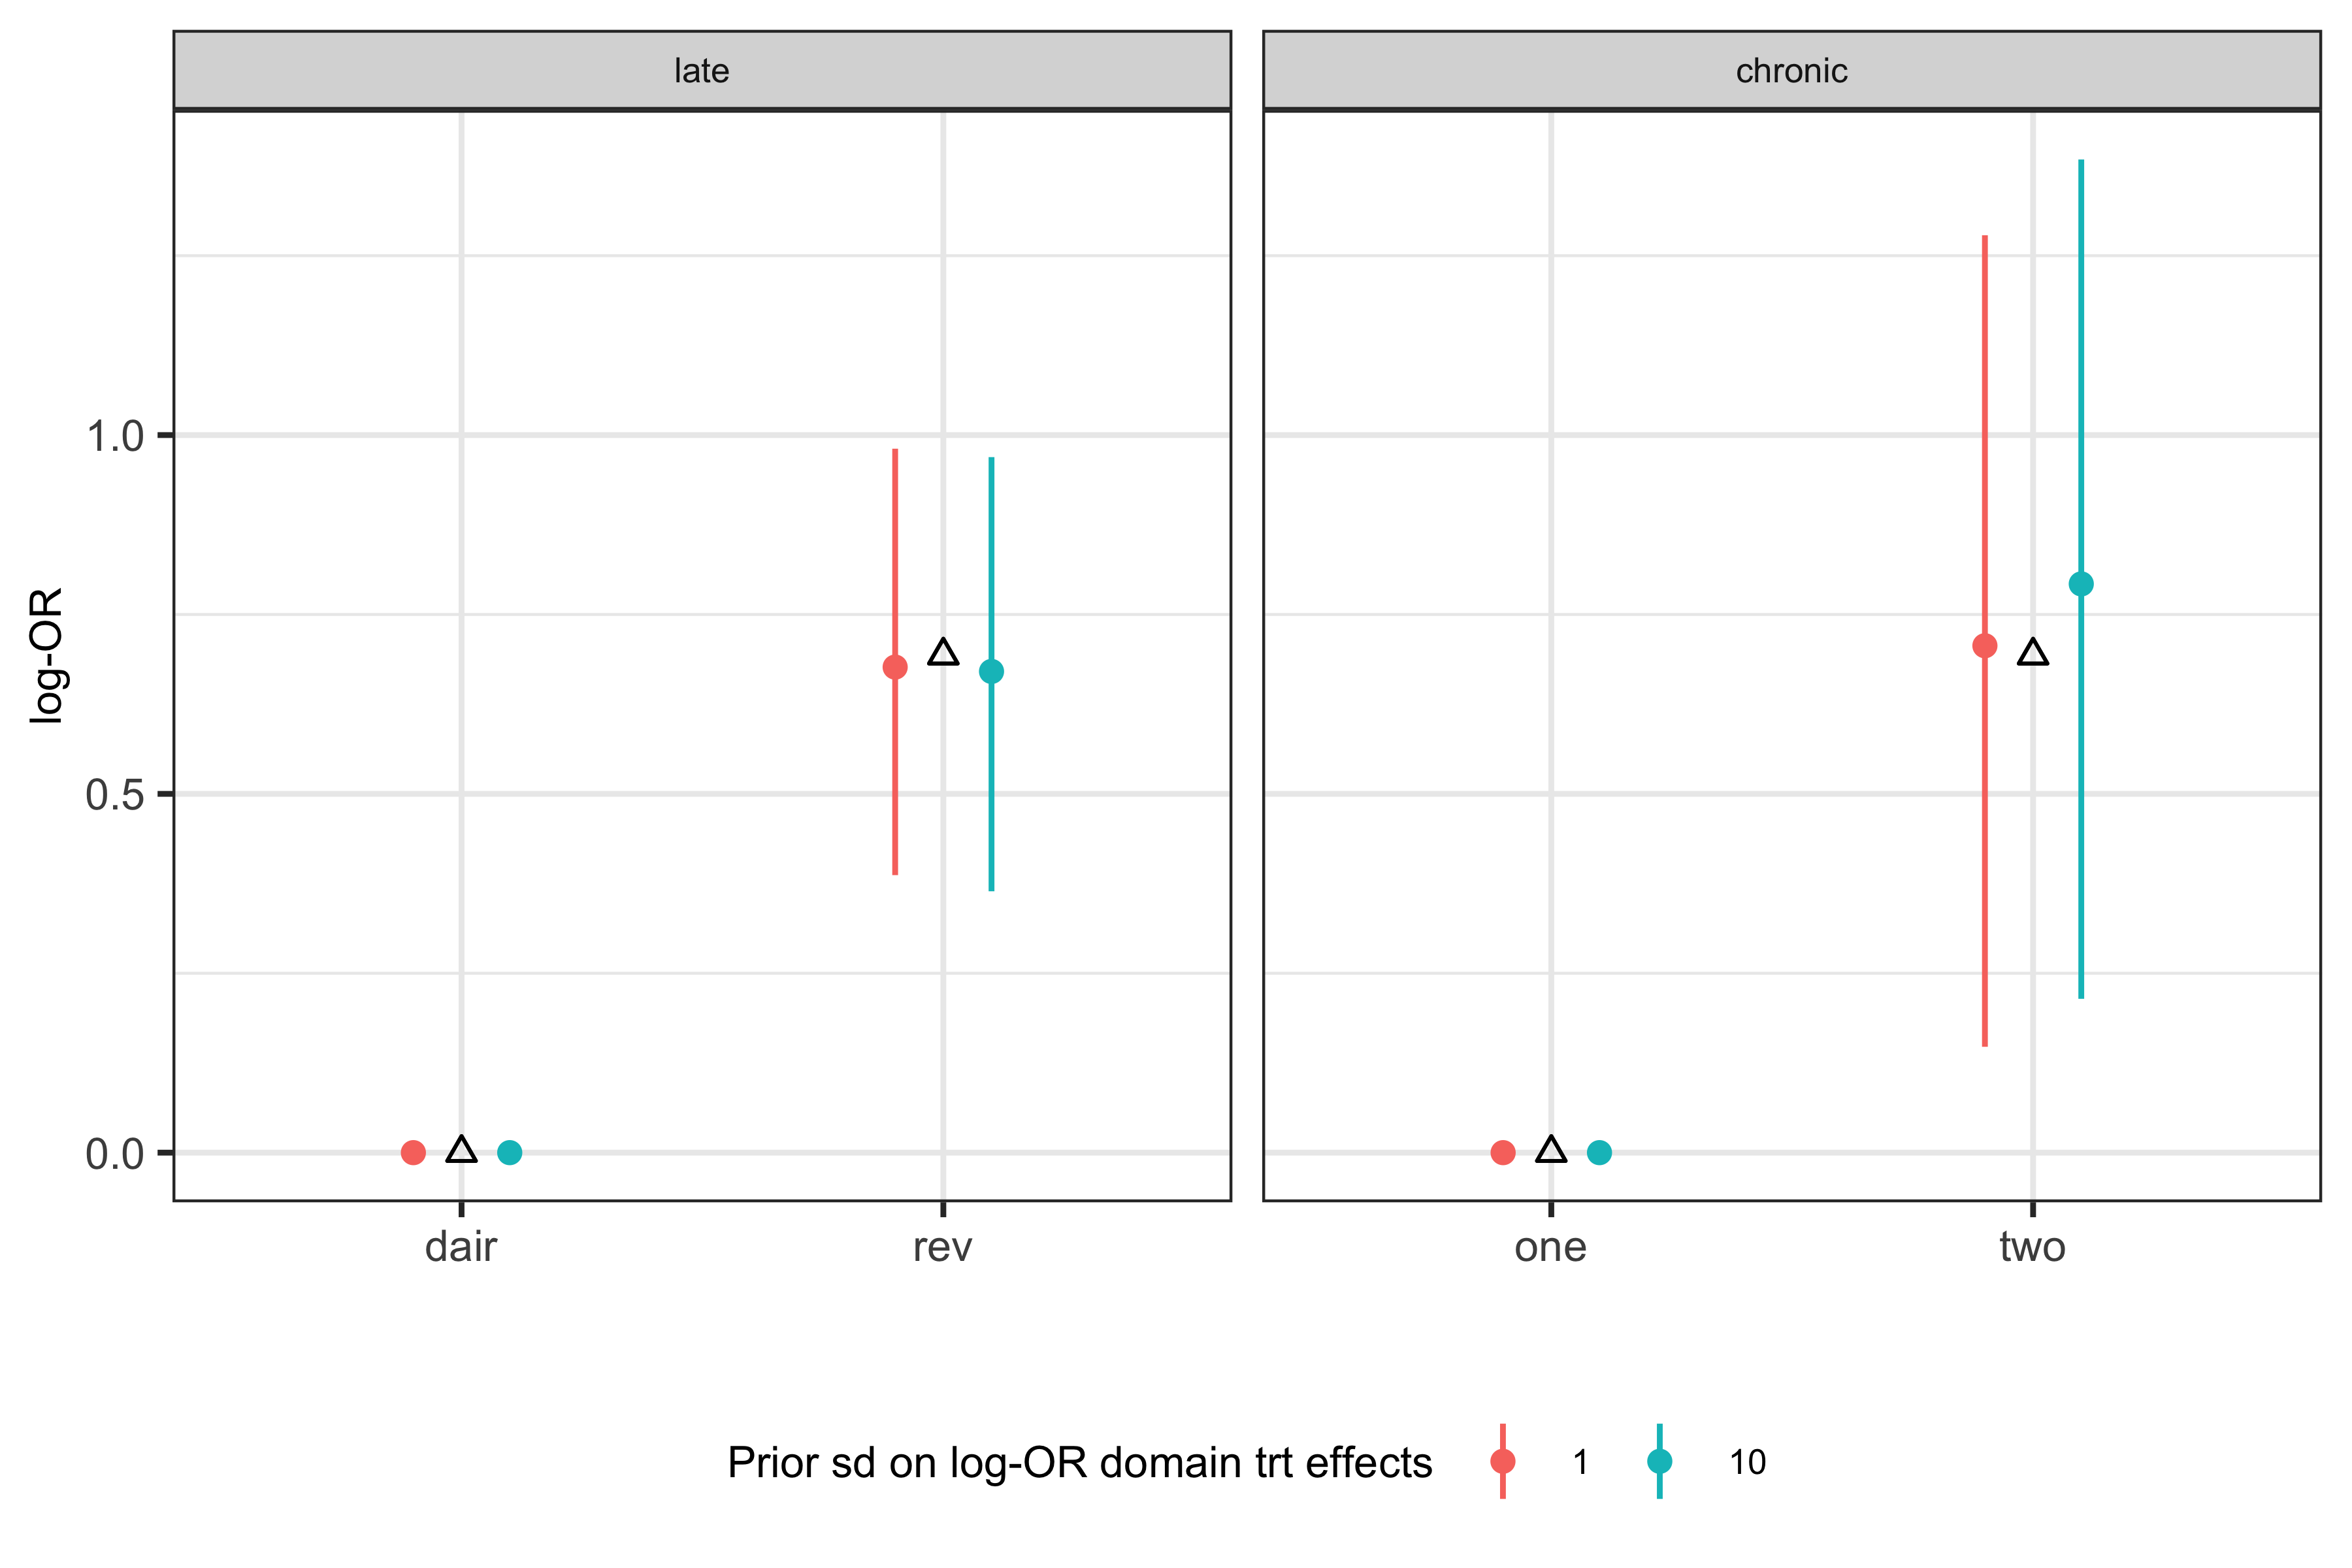 late
chronic
log-OR
1.0
0.5
0.0
dair
rev
one
two
Prior sd on log-OR domain trt effects 1 10